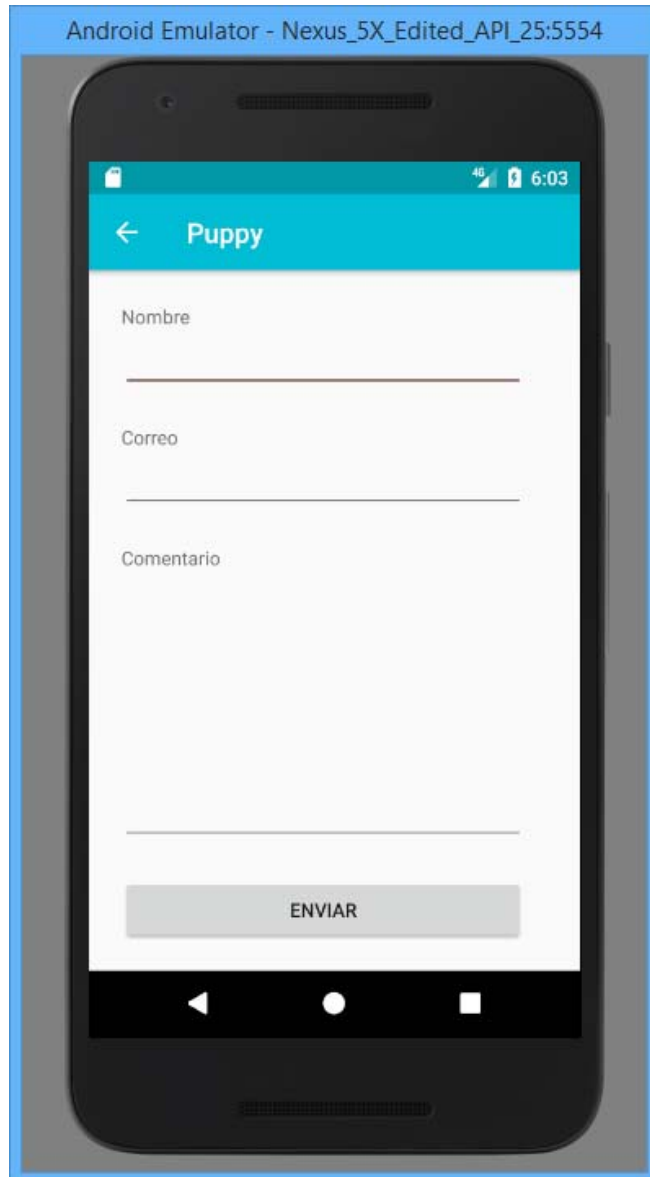 Android Emulator - Nexus_5X_Edited_API_25:5554
4G 6:03
Puppy
Nombre
Correo
Comentario
ENVIAR